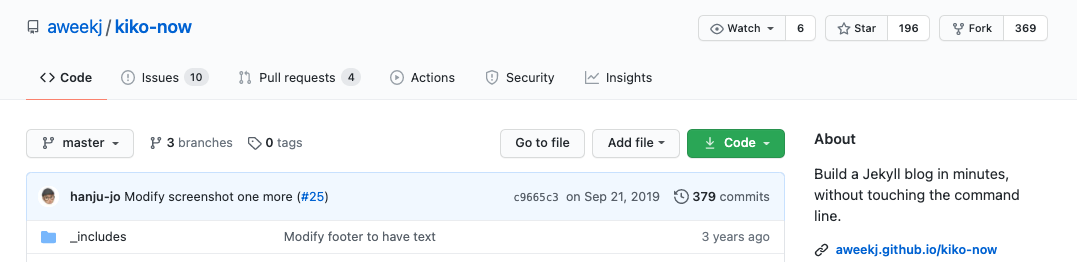 aweekj / kiko-now
Watch 6 Star 196 Fork 369
Code Issues 10 Pull requests 4 Actions Security Insights
master 3 branches 0 tags Go to file Add file Code
hanju-jo Modify screenshot one more (#25) c9665c3 on Sep 21, 2019 379 commits
_includes Modify footer to have text 3 years ago
About
Build a Jekyll blog in minutes,
without touching the command
line.
aweekj.github.io/kiko-now